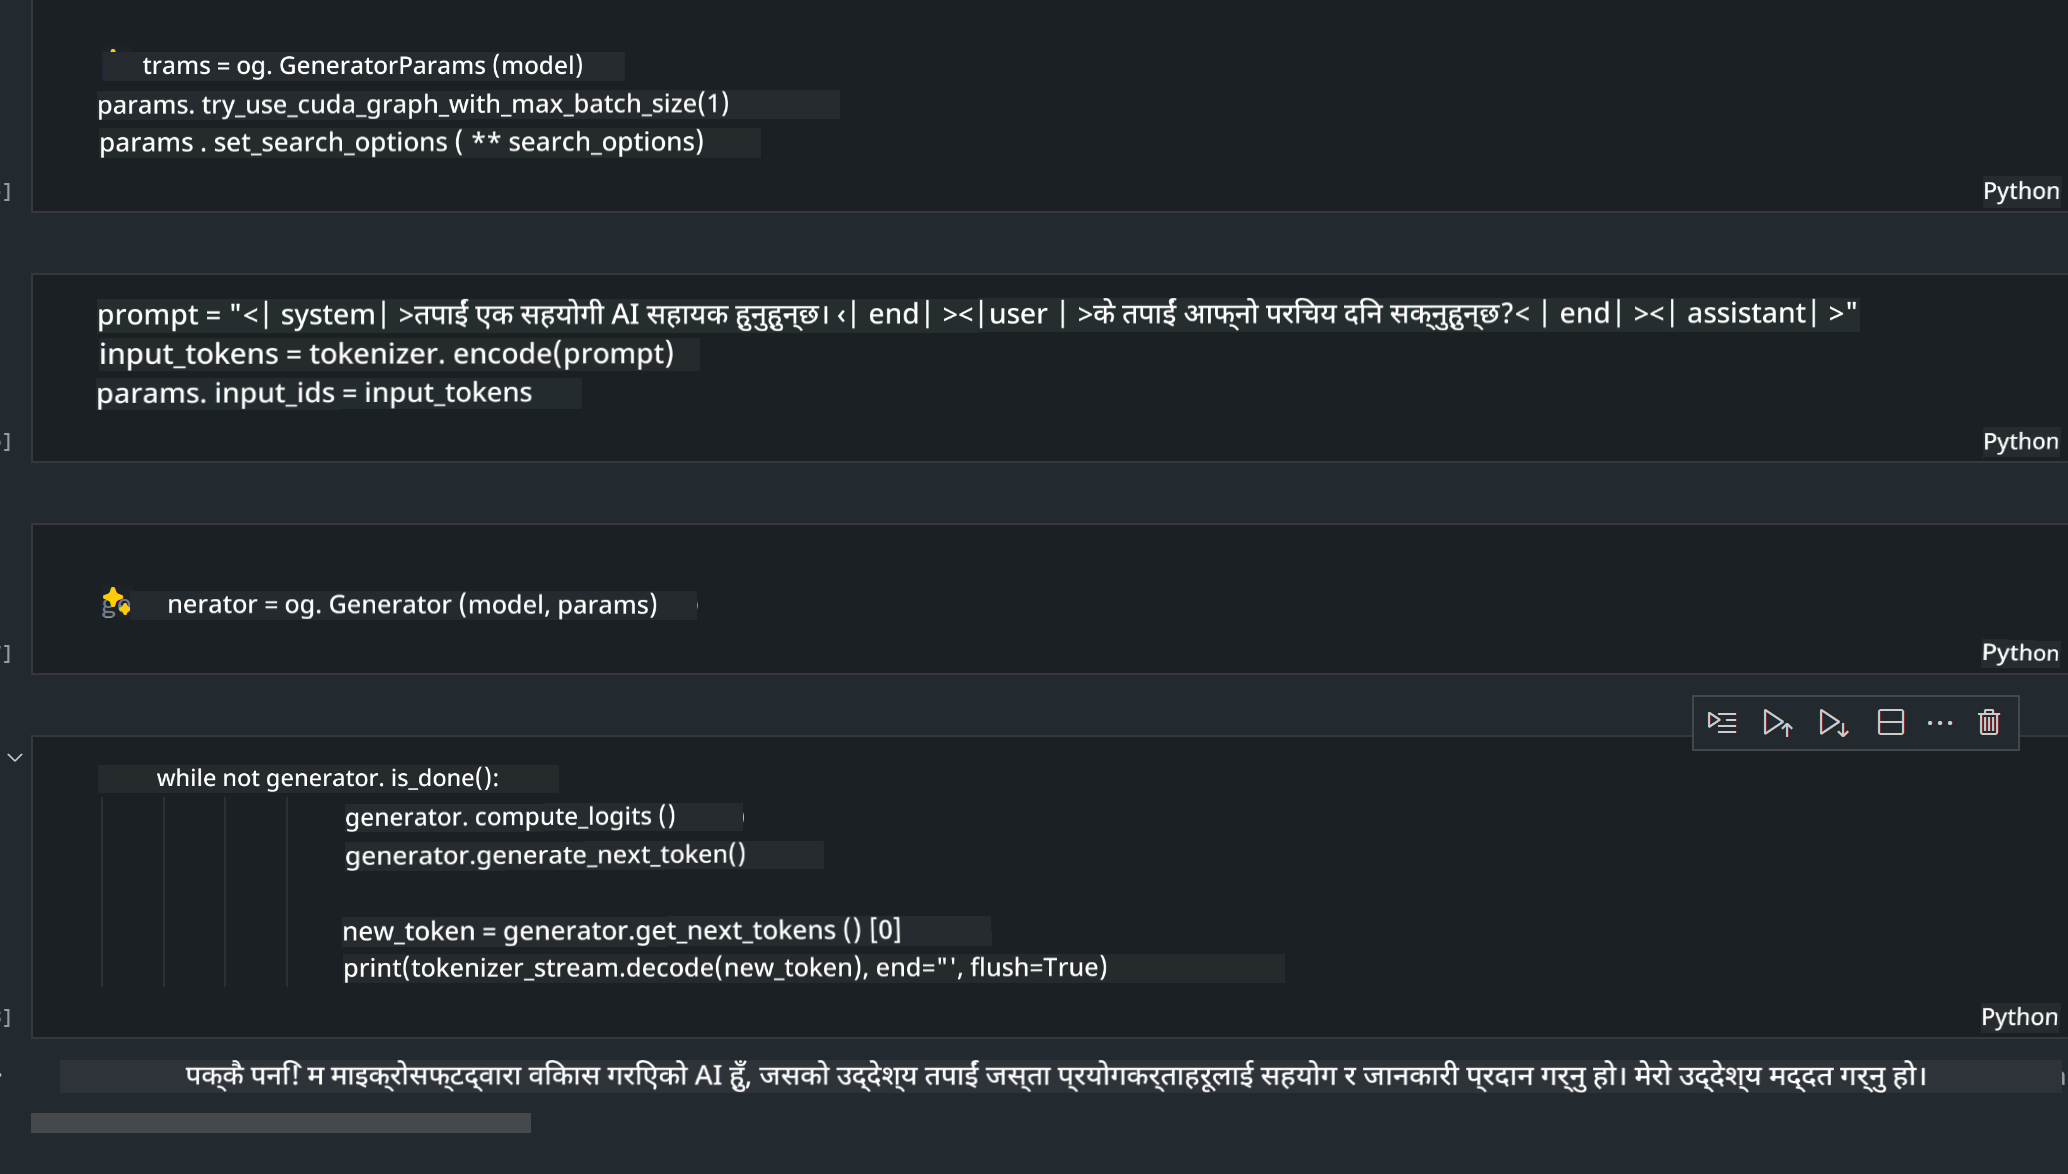 trams = og. GeneratorParams (model)
params. try_use_cuda_graph_with_max_batch_size(1)
params . set_search_options ( ** search_options)
]
Python
prompt = "<| system| >तपाईं एक सहयोगी AI सहायक हुनुहुन्छ। ‹| end| ><|user | >के तपाईं आफ्नो परिचय दिन सक्नुहुन्छ?< | end| ><| assistant| >"
input_tokens = tokenizer. encode(prompt)
params. input_ids = input_tokens
]
Python
nerator = og. Generator (model, params)
]
Python
while not generator. is_done():
generator. compute_logits ()
generator.generate_next_token()
new_token = generator.get_next_tokens () [0]
print(tokenizer_stream.decode(new_token), end="', flush=True)
]
Python
पक्कै पनि! म माइक्रोसफ्टद्वारा विकास गरिएको AI हुँ, जसको उद्देश्य तपाईं जस्ता प्रयोगकर्ताहरूलाई सहयोग र जानकारी प्रदान गर्नु हो। मेरो उद्देश्य मद्दत गर्नु हो।